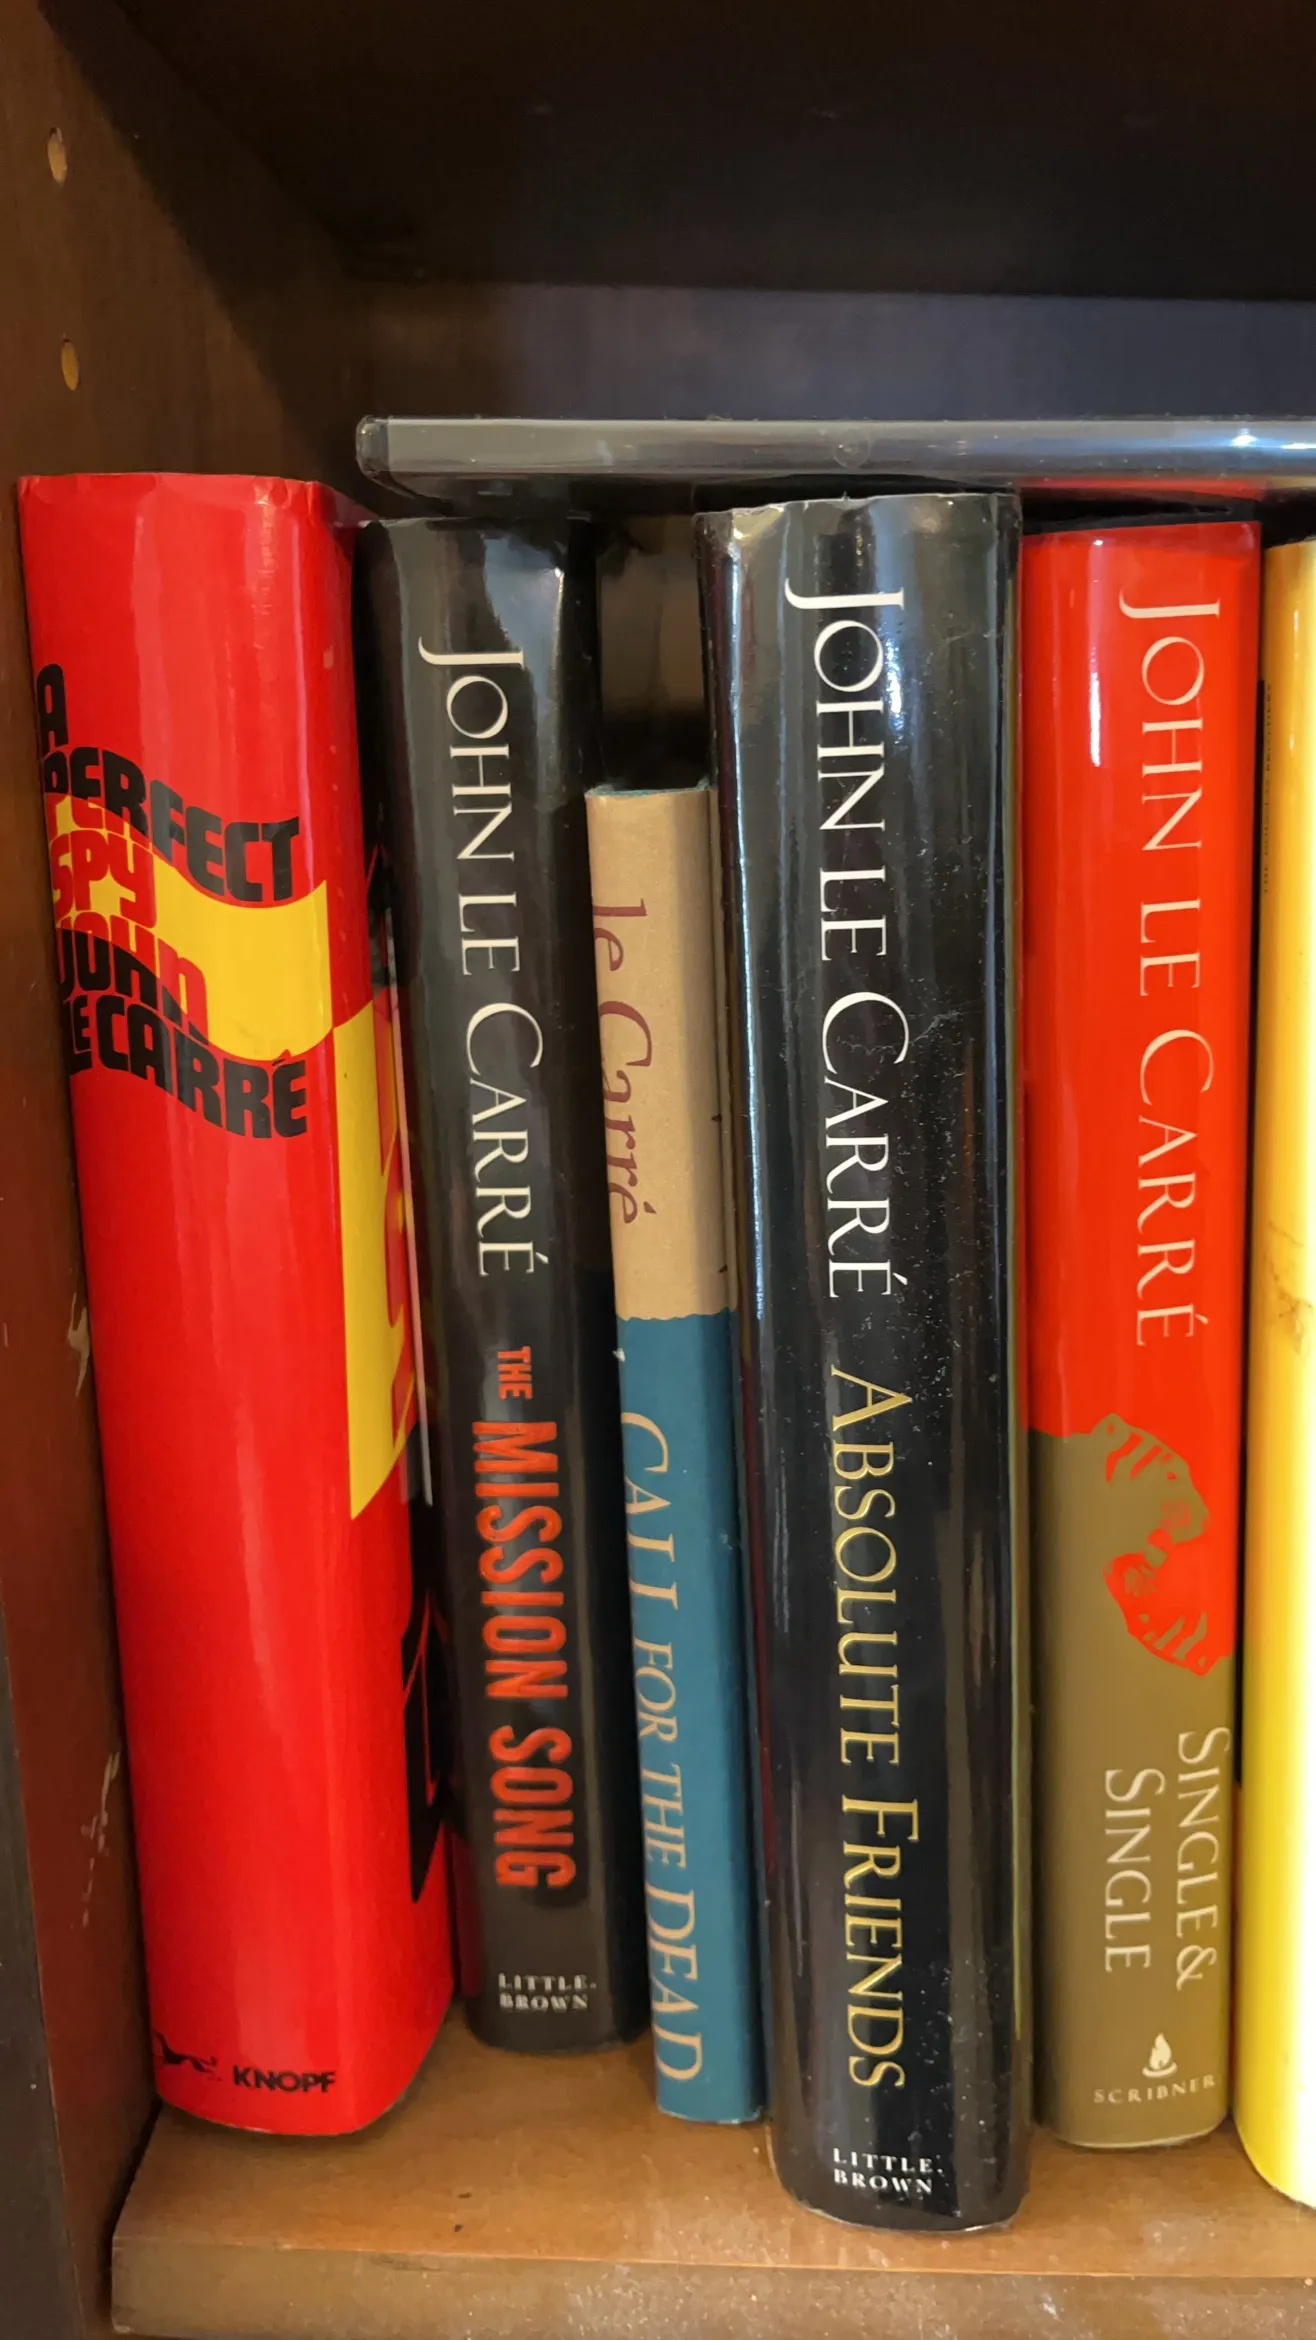 A
PERFECT
SPY
JOHN
LE CARRÉ
KNOPF
JOHN LE CARRÉ
THE MISSION SONG
LITTLE,
BROWN
le Carré
CALL FOR THE DEAD
JOHN LE CARRÉ
ABSOLUTE FRIENDS
LITTLE,
BROWN
JOHN LE CARRÉ
SINGLE &
SINGLE
SCRIBNER